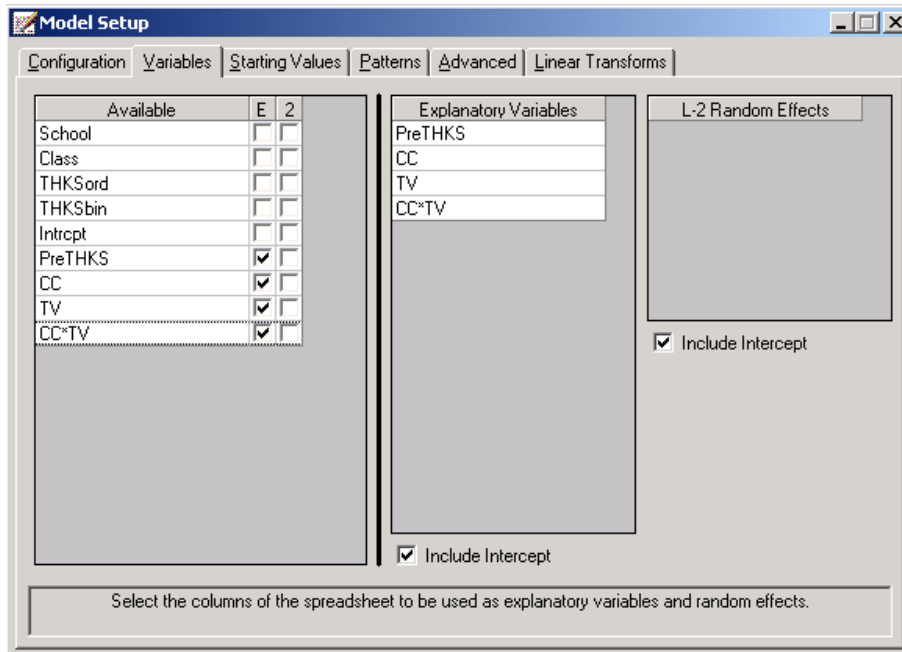 Model Setup
Configuration Variables Starting Values Patterns Advanced Linear Transforms
Available E 2
School
Class
THKSord
THKSbin
Intrcpt
PreTHKS
CC
TV
CC*TV
Explanatory Variables
PreTHKS
CC
TV
CC*TV
Include Intercept
L-2 Random Effects
Include Intercept
Select the columns of the spreadsheet to be used as explanatory variables and random effects.